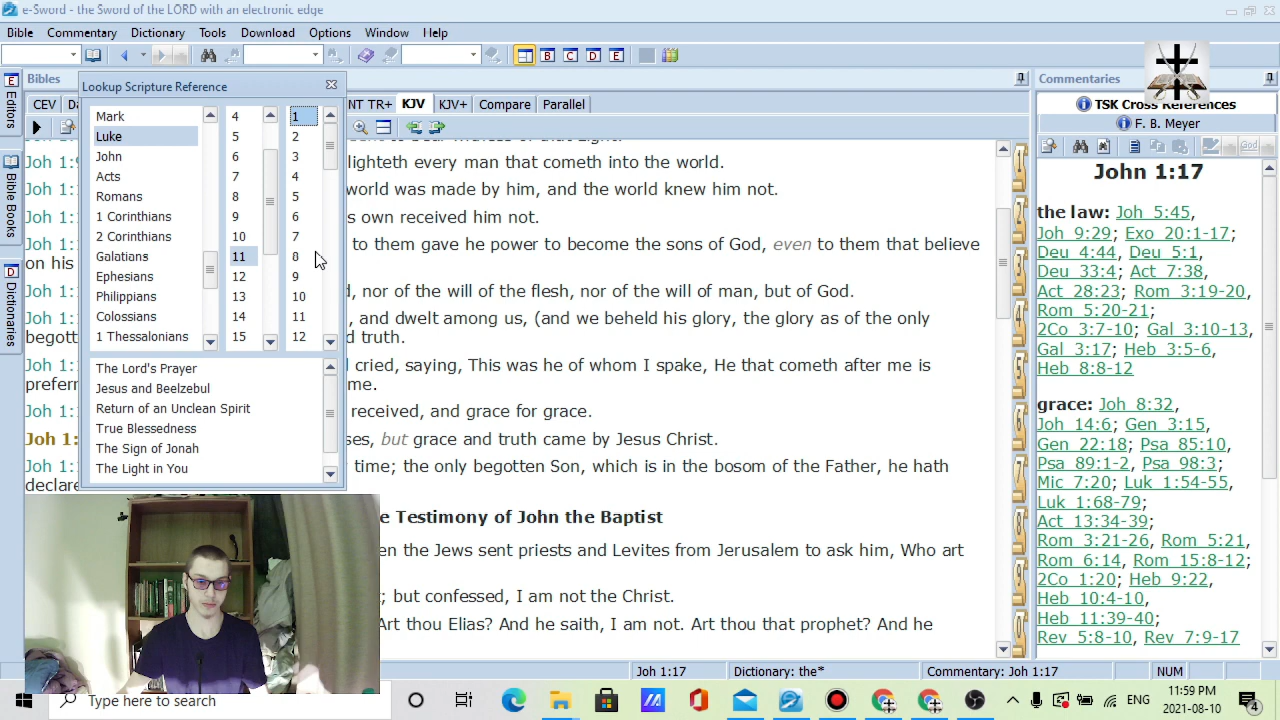 e-Sword - the Sword of the LORD with an electronic edge
Bible Commentary Dictionary Tools Download Options Window Help
B C D E
Bibles
Lookup Scripture Reference
CEV
NT TR+ KJV KJV+ Compare Parallel
E Editors
Bible Books
D Dictionaries
Mark
Luke
John
Acts
Romans
1 Corinthians
2 Corinthians
Galatians
Ephesians
Philippians
Colossians
1 Thessalonians
4
5
6
7
8
9
10
11
12
13
14
15
1
2
3
4
5
6
7
8
9
10
11
12
The Lord's Prayer
Jesus and Beelzebul
Return of an Unclean Spirit
True Blessedness
The Sign of Jonah
The Light in You
lighteth every man that cometh into the world.
world was made by him, and the world knew him not.
own received him not.
to them gave he power to become the sons of God, even to them that believe
on his
nor of the will of the flesh, nor of the will of man, but of God.
and dwelt among us, (and we beheld his glory, the glory as of the only
begott
truth.
cried, saying, This was he of whom I spake, He that cometh after me is
prefer
me.
received, and grace for grace.
Joh 1:
but grace and truth came by Jesus Christ.
time; the only begotten Son, which is in the bosom of the Father, he hath
declare
Testimony of John the Baptist
the Jews sent priests and Levites from Jerusalem to ask him, Who art
but confessed, I am not the Christ.
Art thou Elias? And he saith, I am not. Art thou that prophet? And he
Commentaries
TSK Cross References
F. B. Meyer
John 1:17
the law: Joh 5:45,
Joh 9:29; Exo 20:1-17;
Deu 4:44, Deu 5:1,
Deu 33:4; Act 7:38,
Act 28:23; Rom 3:19-20,
Rom 5:20-21;
2Co 3:7-10; Gal 3:10-13,
Gal 3:17; Heb 3:5-6,
Heb 8:8-12
grace: Joh 8:32,
Joh 14:6; Gen 3:15,
Gen 22:18; Psa 85:10,
Psa 89:1-2, Psa 98:3;
Mic 7:20; Luk 1:54-55,
Luk 1:68-79;
Act 13:34-39;
Rom 3:21-26, Rom 5:21,
Rom 6:14, Rom 15:8-12;
2Co 1:20; Heb 9:22,
Heb 10:4-10,
Heb 11:39-40;
Rev 5:8-10, Rev 7:9-17
Joh 1:17 Dictionary: the* Commentary: Joh 1:17 NUM
Type here to search
ENG
11:59 PM
2021-08-10
4